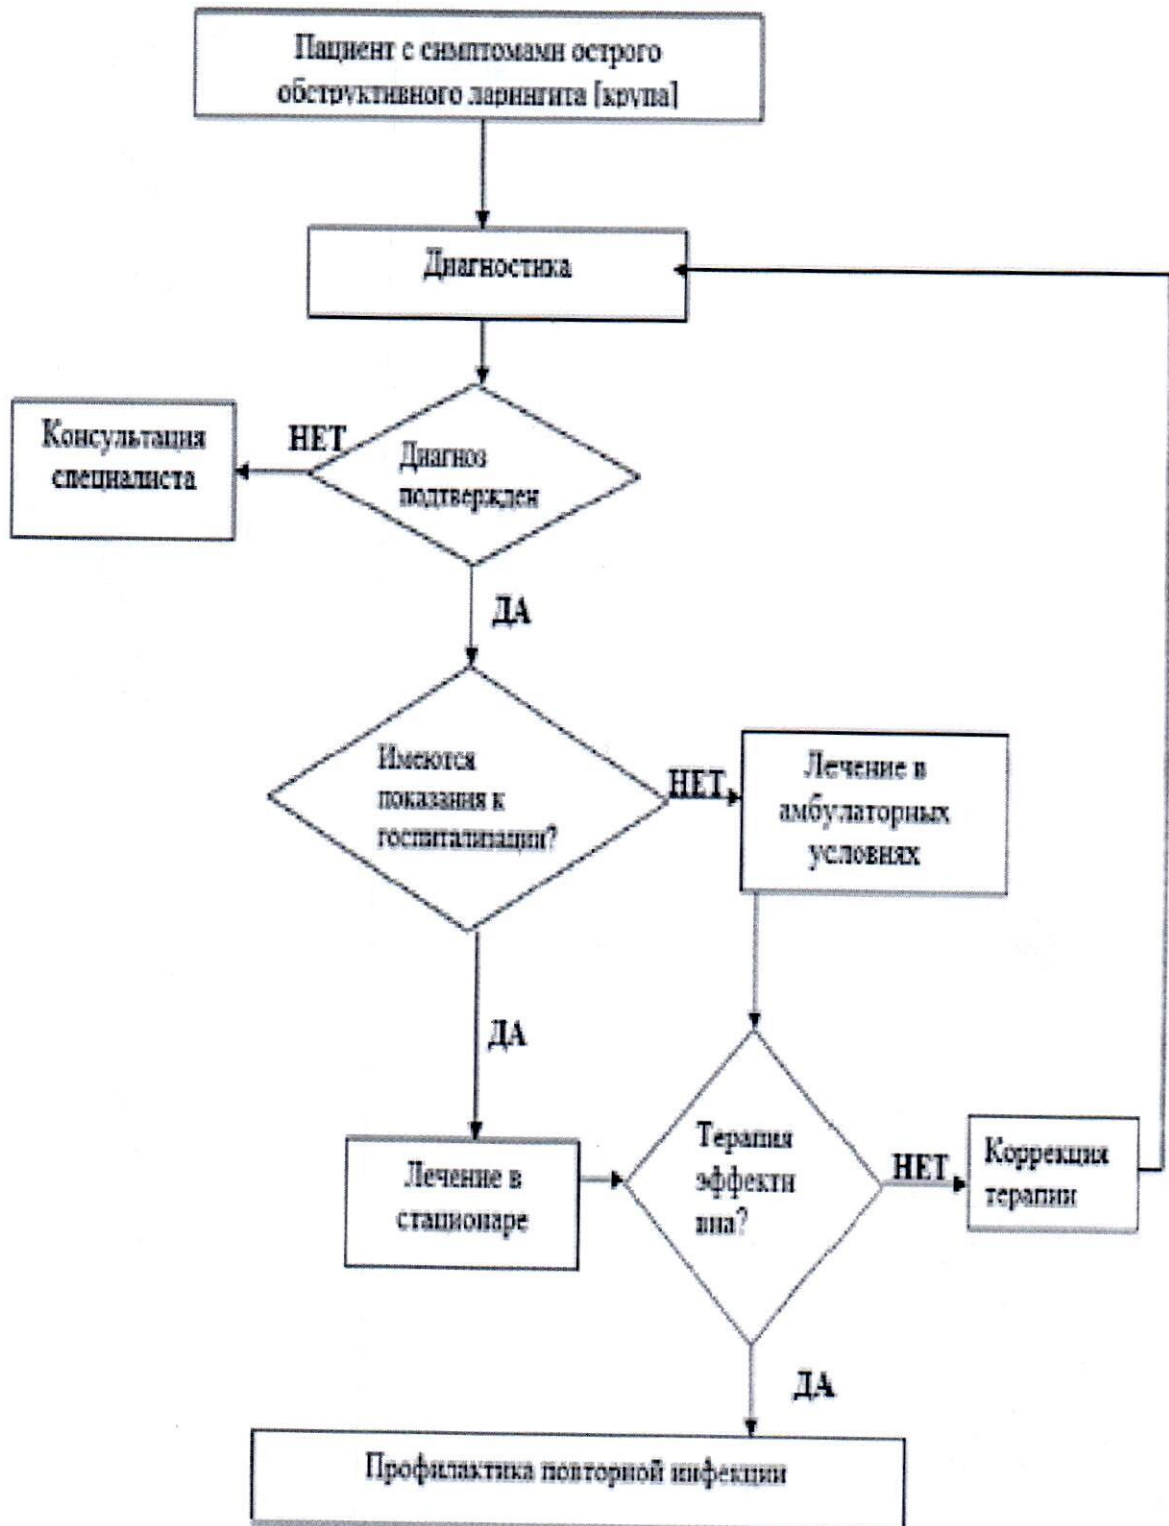 Пациент с симптомами острого
обструктивного ларингита [крупа]
Диагностика
Консультация
специалиста
НЕТ
Диагноз
подтвержден
ДА
Имеются
показания к
госпитализации?
НЕТ
Лечение в
амбулаторных
условиях
ДА
Лечение в
стационаре
Терапия
эффекти
вна?
НЕТ
Коррекция
терапии
ДА
Профилактика повторной инфекции